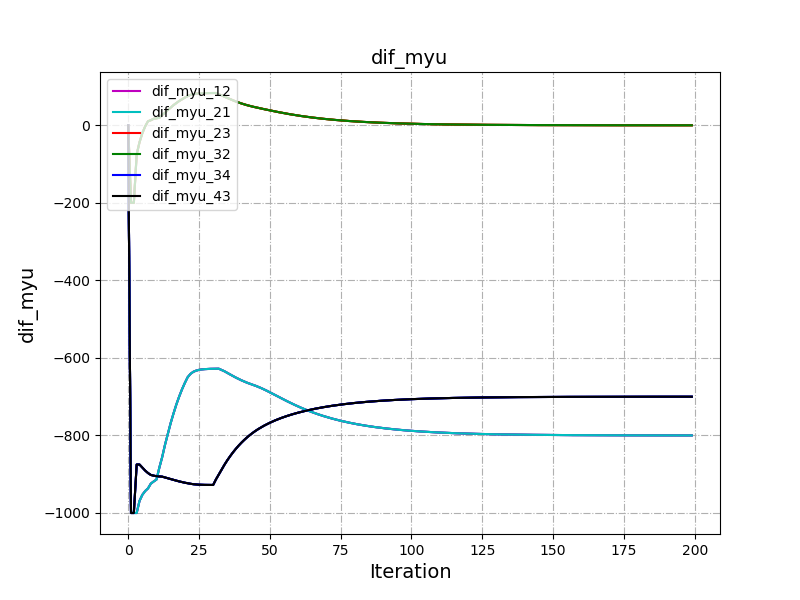 dif_myu
dif_myu_12
dif_myu_21
dif_myu_23
dif_myu_32
dif_myu_34
dif_myu_43
0
−200
−400
−600
−800
−1000
dif_myu
0 25 50 75 100 125 150 175 200
Iteration